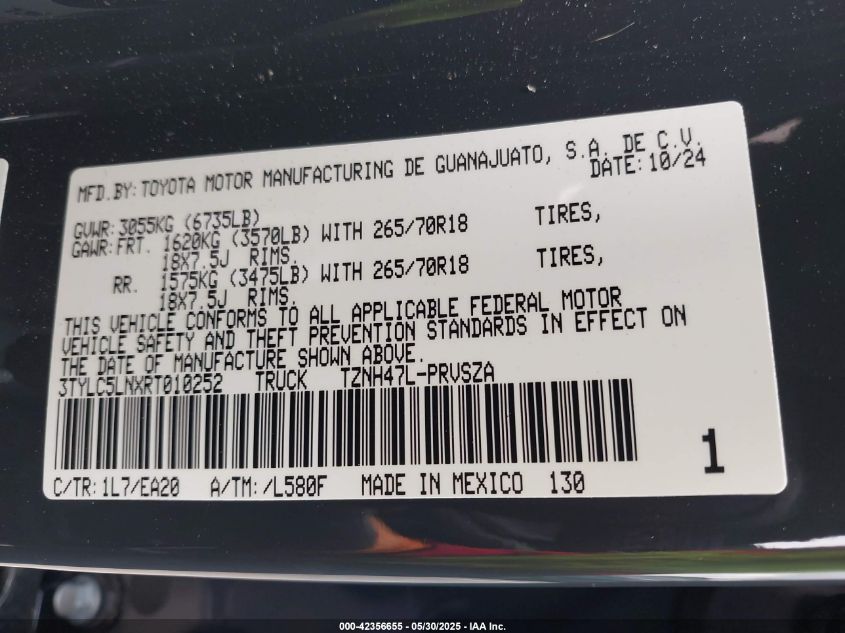 MFD.BY: TOYOTA MOTOR MANUFACTURING DE GUANAJUATO, S.A. DE C.V.
DATE: 10/24
GVWR: 3055KG (6735LB)
GAWR: FRT. 1620KG (3570LB) WITH 265/70R18 TIRES,
18X7.5J RIMS.
RR. 1575KG (3475LB) WITH 265/70R18 TIRES,
18X7.5J RIMS.
THIS VEHICLE CONFORMS TO ALL APPLICABLE FEDERAL MOTOR
VEHICLE SAFETY AND THEFT PREVENTION STANDARDS IN EFFECT ON
THE DATE OF MANUFACTURE SHOWN ABOVE.
3TYLC5LNXRT010252 TRUCK TZNH47L-PRVSZA
1
C/TR: 1L7/EA20 A/TM: /L580F MADE IN MEXICO 130
000-42356655 — 05/30/2025 - IAA Inc.